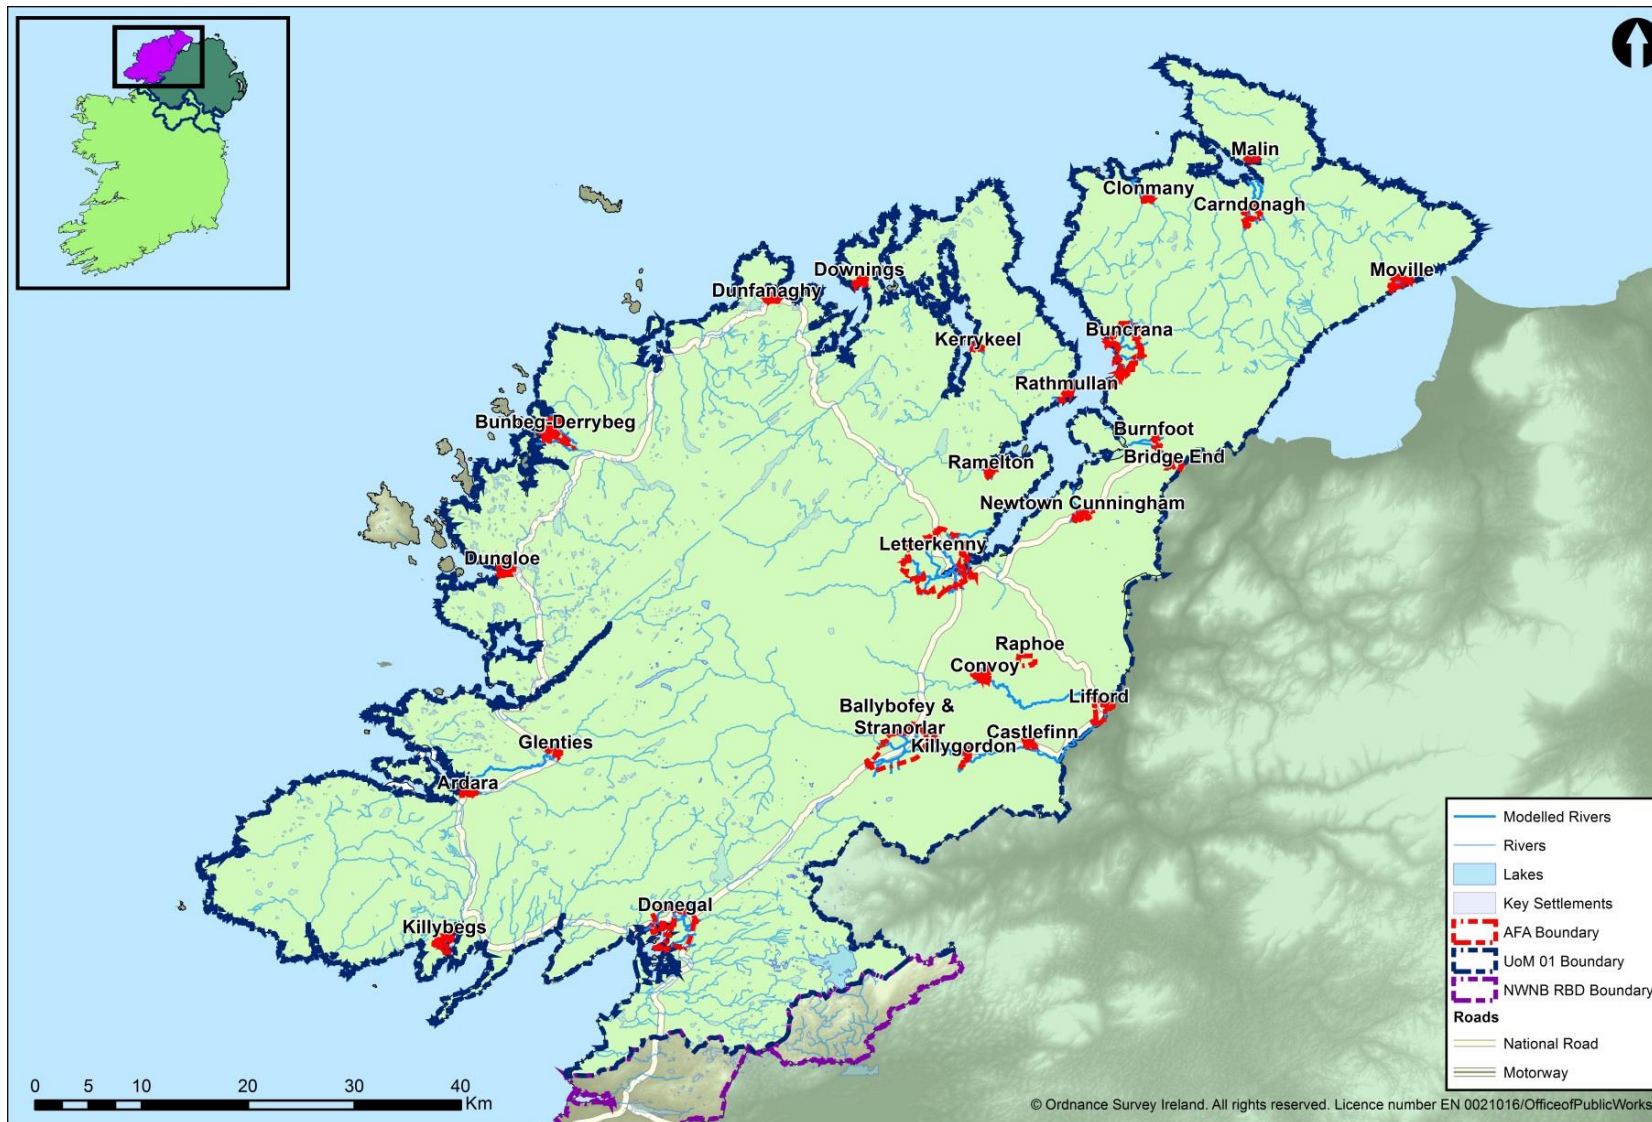 Malin
Clonmany
Carndonagh
Downings
Moville
Dunfanaghy
Buncrana
Kerrykeel
Rathmullan
Bunbeg-Derrybeg
Burnfoot
Bridge End
Ramelton
Newtown Cunningham
Letterkenny
Dungloe
Raphoe
Convoy
Lifford
Ballybofey &
Stranorlar
Castlefinn
Killygordon
Glenties
Ardara
Donegal
Killybegs
Modelled Rivers
Rivers
Lakes
Key Settlements
AFA Boundary
UoM 01 Boundary
NWNB RBD Boundary
Roads
National Road
Motorway
0 5 10 20 30 40
Km
© Ordnance Survey Ireland. All rights reserved. Licence number EN 0021016/OfficeofPublicWorks